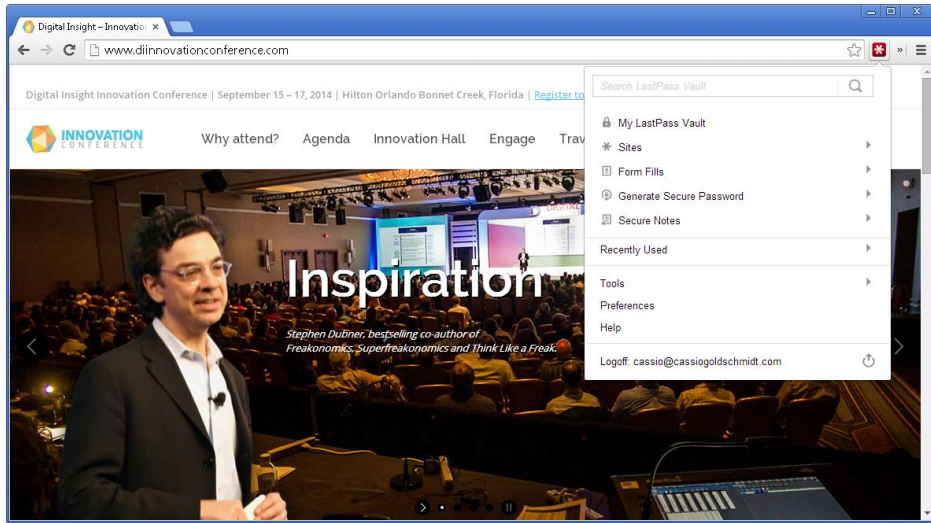 Digital Insight – Innovatio
www.diinnovationconference.com
Digital Insight Innovation Conference | September 15 – 17, 2014 | Hilton Orlando Bonnet Creek, Florida | Register to
INNOVATION
CONFERENCE
Why attend? Agenda Innovation Hall Engage Trav
Inspiration
Stephen Dubner, bestselling co-author of
Freakonomics, Superfreakonomics and Think Like a Freak.
Search LastPass Vault
My LastPass Vault
Sites
Form Fills
Generate Secure Password
Secure Notes
Recently Used
Tools
Preferences
Help
Logoff: cassio@cassiogoldschmidt.com